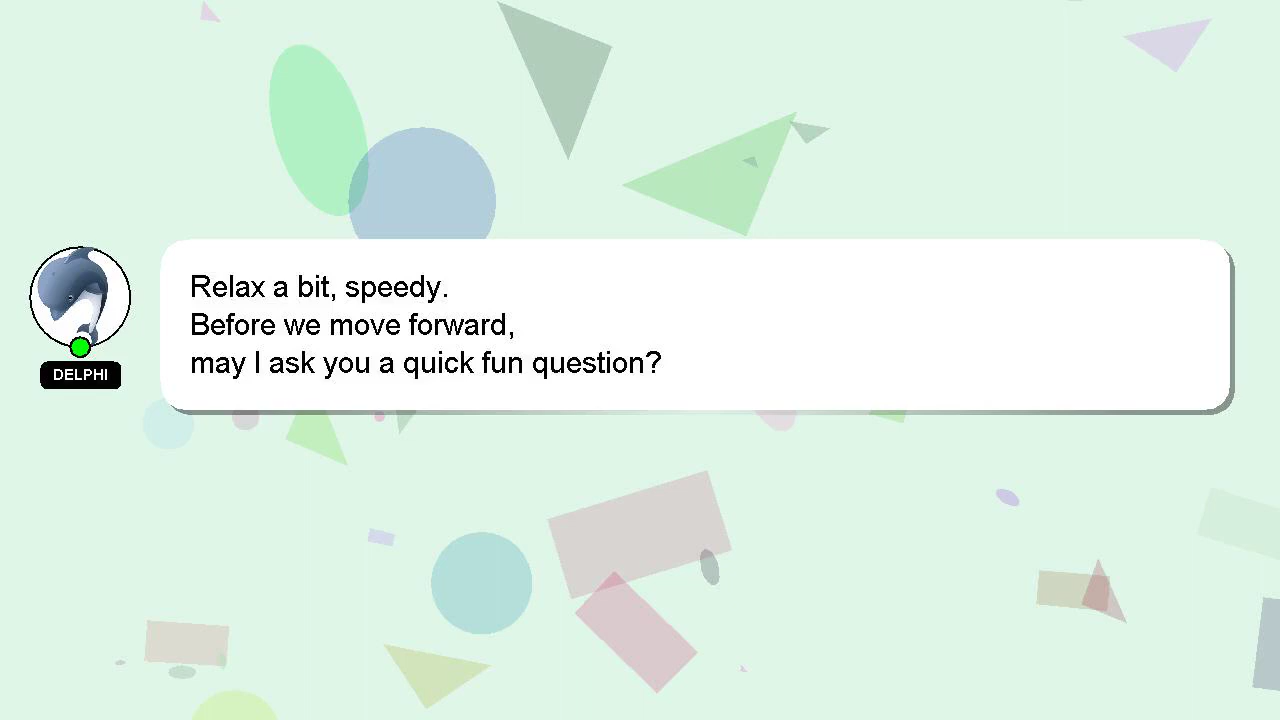 Relax a bit, speedy.
Before we move forward,
may I ask you a quick fun question?
DELPHI